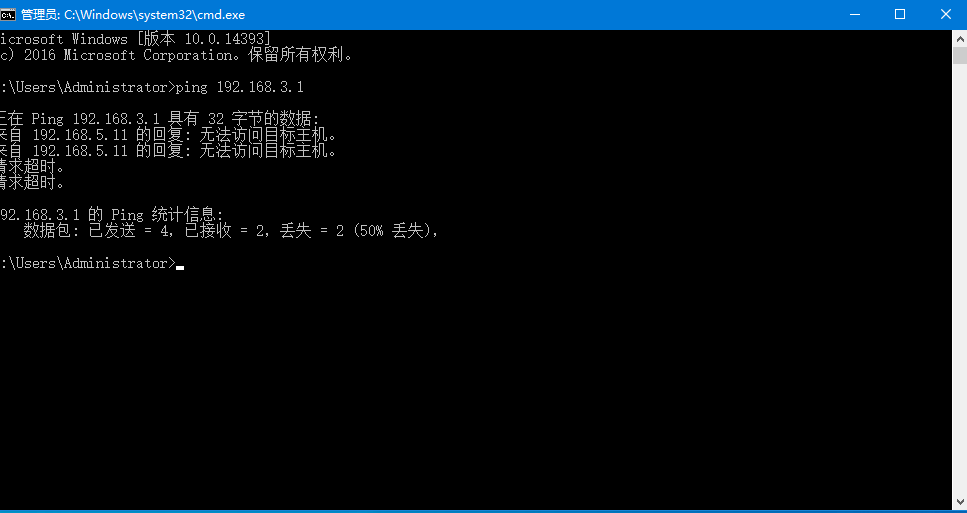 管理员: C:\Windows\system32\cmd.exe
icrosoft Windows [版本 10.0.14393]
c) 2016 Microsoft Corporation。保留所有权利。
:\Users\Administrator>ping 192.168.3.1
正在 Ping 192.168.3.1 具有 32 字节的数据:
来自 192.168.5.11 的回复: 无法访问目标主机。
来自 192.168.5.11 的回复: 无法访问目标主机。
请求超时。
请求超时。
92.168.3.1 的 Ping 统计信息:
数据包: 已发送 = 4，已接收 = 2，丢失 = 2 (50% 丢失)，
:\Users\Administrator>